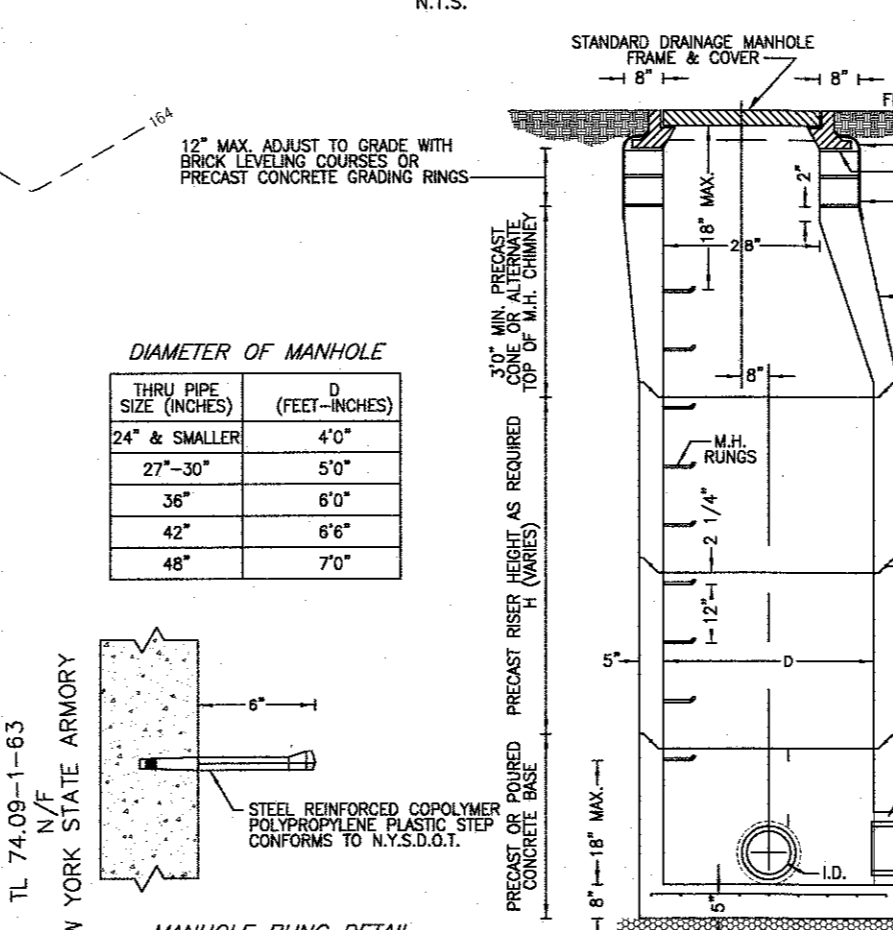 N.T.S.
STANDARD DRAINAGE MANHOLE
FRAME & COVER
8"
8"
164
12" MAX. ADJUST TO GRADE WITH
BRICK LEVELING COURSES OR
PRECAST CONCRETE GRADING RINGS
18" MAX.
2"
28"
3'0" MIN. PRECAST
CONE OR ALTERNATE
TOP OF M.H. CHIMNEY
8"
DIAMETER OF MANHOLE
THRU PIPE
SIZE (INCHES)
D
(FEET-INCHES)
24" & SMALLER
4'0"
27"-30"
5'0"
36"
6'0"
42"
6'6"
48"
7'0"
M.H.
RUNGS
PRECAST RISER HEIGHT AS REQUIRED
H (VARIES)
2 1/4"
12"
5"
D
6"
STEEL REINFORCED COPOLYMER
POLYPROPYLENE PLASTIC STEP
CONFORMS TO N.Y.S.D.O.T.
TL 74.09-1-63
N/F
W YORK STATE ARMORY
PRECAST OR POURED
CONCRETE BASE
18" MAX.
8"
I.D.
5"
MANHOLE RUNG DETAIL